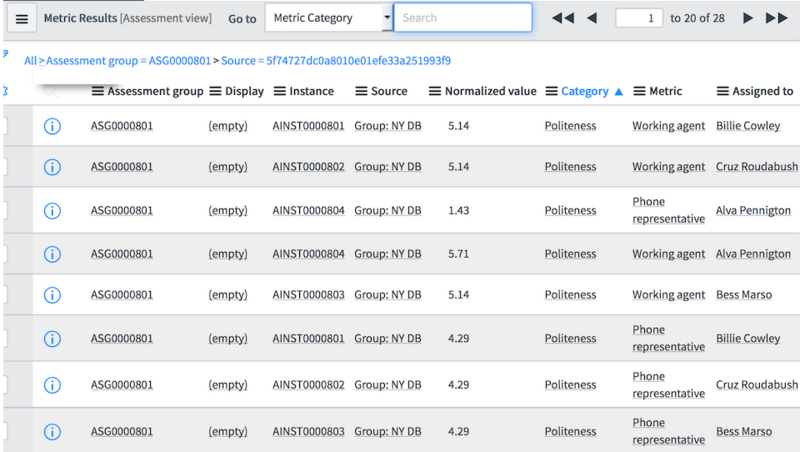 Metric Results [Assessment view] Go to Metric Category Search 1 to 20 of 28
All > Assessment group = ASG0000801 > Source = 5f74727dc0a8010e01efe33a251993f9
Assessment group Display Instance Source Normalized value Category ▲ Metric Assigned to
ASG0000801 (empty) AINST0000801 Group: NY DB 5.14 Politeness Working agent Billie Cowley
ASG0000801 (empty) AINST0000802 Group: NY DB 5.14 Politeness Working agent Cruz Roudabush
ASG0000801 (empty) AINST0000804 Group: NY DB 1.43 Politeness Phone representative Alva Pennington
ASG0000801 (empty) AINST0000804 Group: NY DB 5.71 Politeness Working agent Alva Pennington
ASG0000801 (empty) AINST0000803 Group: NY DB 5.14 Politeness Working agent Bess Marso
ASG0000801 (empty) AINST0000801 Group: NY DB 4.29 Politeness Phone representative Billie Cowley
ASG0000801 (empty) AINST0000802 Group: NY DB 4.29 Politeness Phone representative Cruz Roudabush
ASG0000801 (empty) AINST0000803 Group: NY DB 4.29 Politeness Phone representative Bess Marso